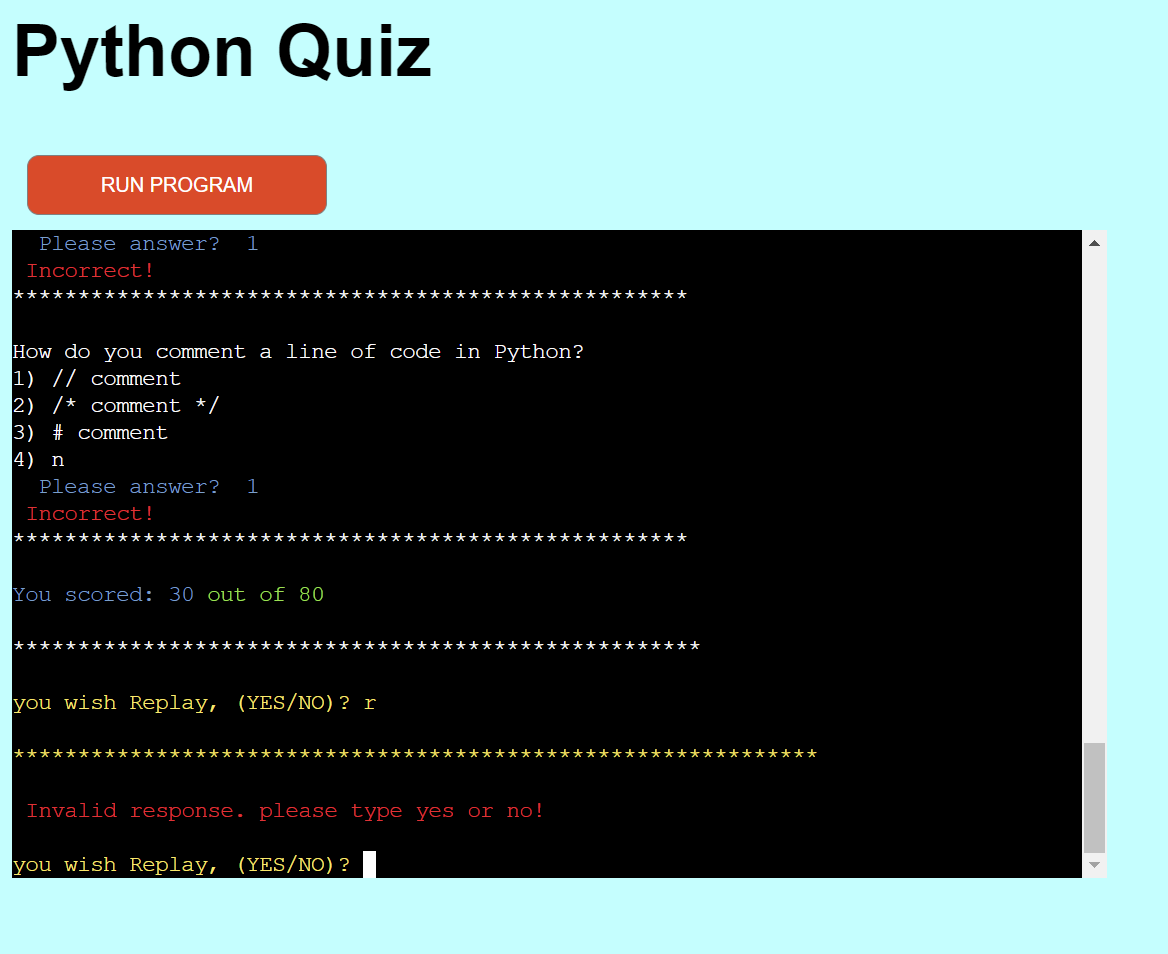 Python Quiz
RUN PROGRAM
Please answer?  1
Incorrect!
****************************************************
How do you comment a line of code in Python?
1) // comment
2) /* comment */
3) # comment
4) n
Please answer?  1
Incorrect!
****************************************************
You scored: 30 out of 80
*****************************************************
you wish Replay, (YES/NO)? r
**************************************************************
Invalid response. please type yes or no!
you wish Replay, (YES/NO)?